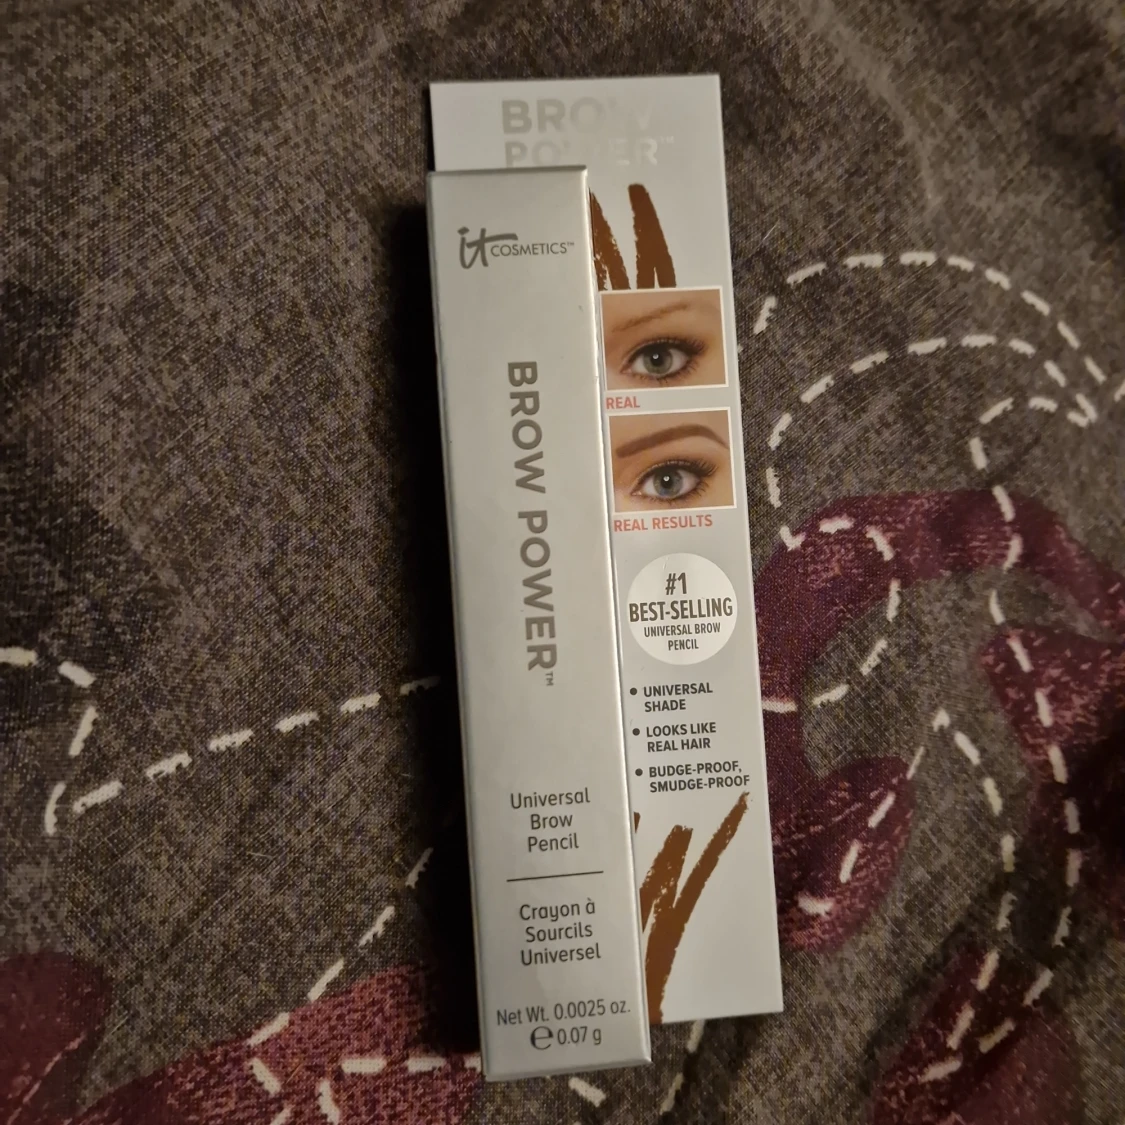 BROW
POWER™
it COSMETICS™
BROW POWER™
Universal
Brow
Pencil
Crayon à
Sourcils
Universel
Net Wt. 0.0025 oz.
℮ 0.07 g
REAL
REAL RESULTS
#1
BEST-SELLING
UNIVERSAL BROW
PENCIL
• UNIVERSAL
SHADE
• LOOKS LIKE
REAL HAIR
• BUDGE-PROOF,
SMUDGE-PROOF